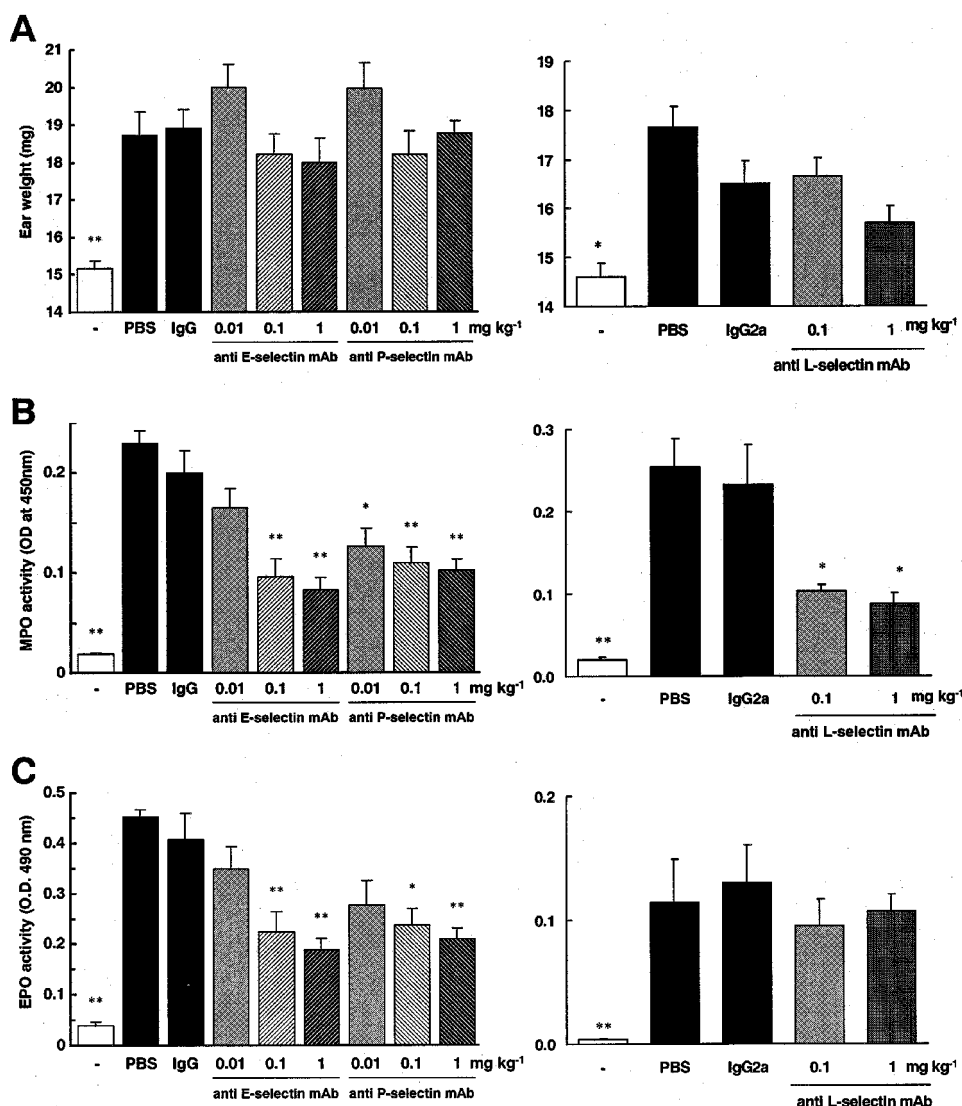 A
21
20
19
18
17
16
15
14
Ear weight (mg)
**
- PBS IgG 0.01 0.1 1 0.01 0.1 1 mg kg-1
anti E-selectin mAb anti P-selectin mAb
19
18
17
16
15
14
*
- PBS IgG2a 0.1 1 mg kg-1
anti L-selectin mAb
B
0.2
0.1
0
MPO activity (OD at 450nm)
** ** ** * ** **
- PBS IgG 0.01 0.1 1 0.01 0.1 1 mg kg-1
anti E-selectin mAb anti P-selectin mAb
0.3
0.2
0.1
0.0
** * *
- PBS IgG2a 0.1 1 mg kg-1
anti L-selectin mAb
C
0.5
0.4
0.3
0.2
0.1
0
EPO activity (O.D. 490 nm)
** ** ** * **
- PBS IgG 0.01 0.1 1 0.01 0.1 1 mg kg-1
anti E-selectin mAb anti P-selectin mAb
0.2
0.1
0.0
**
- PBS IgG2a 0.1 1 mg kg-1
anti L-selectin mAb